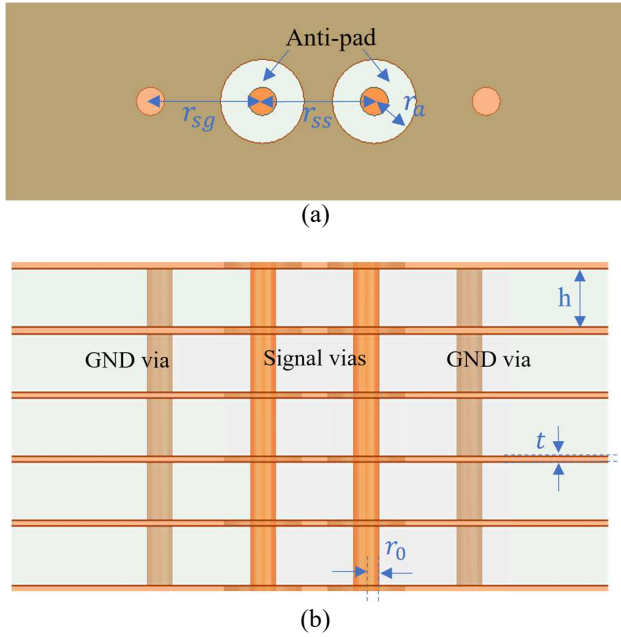 Anti-pad
r_sg
r_ss
r_a
(a)
h
GND via
Signal vias
GND via
t
r_0
(b)